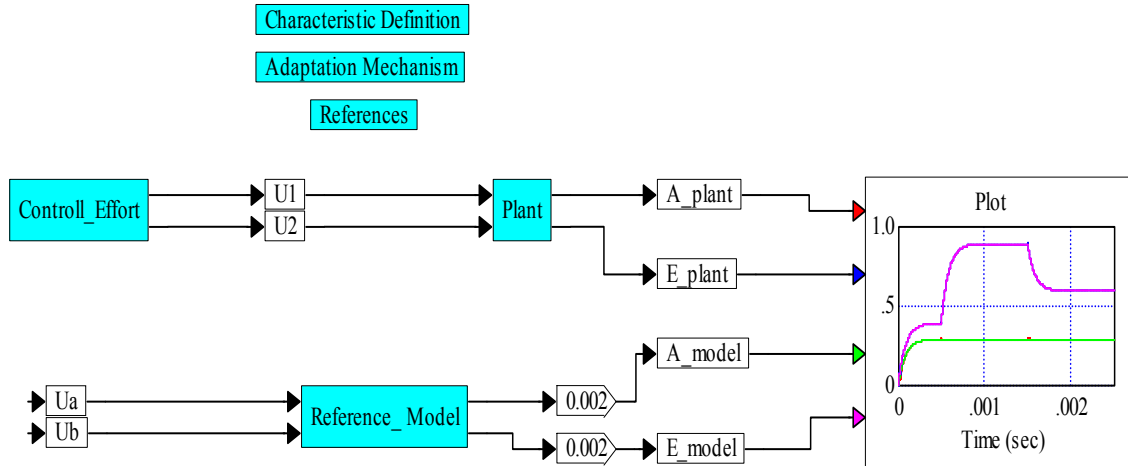 Characteristic Definition
Adaptation Mechanism
References
Controll_Effort
U1
U2
Plant
A_plant
E_plant
Ua
Ub
Reference_ Model
0.002
0.002
A_model
E_model
Plot
1.0
.5
0
0
.001
.002
Time (sec)